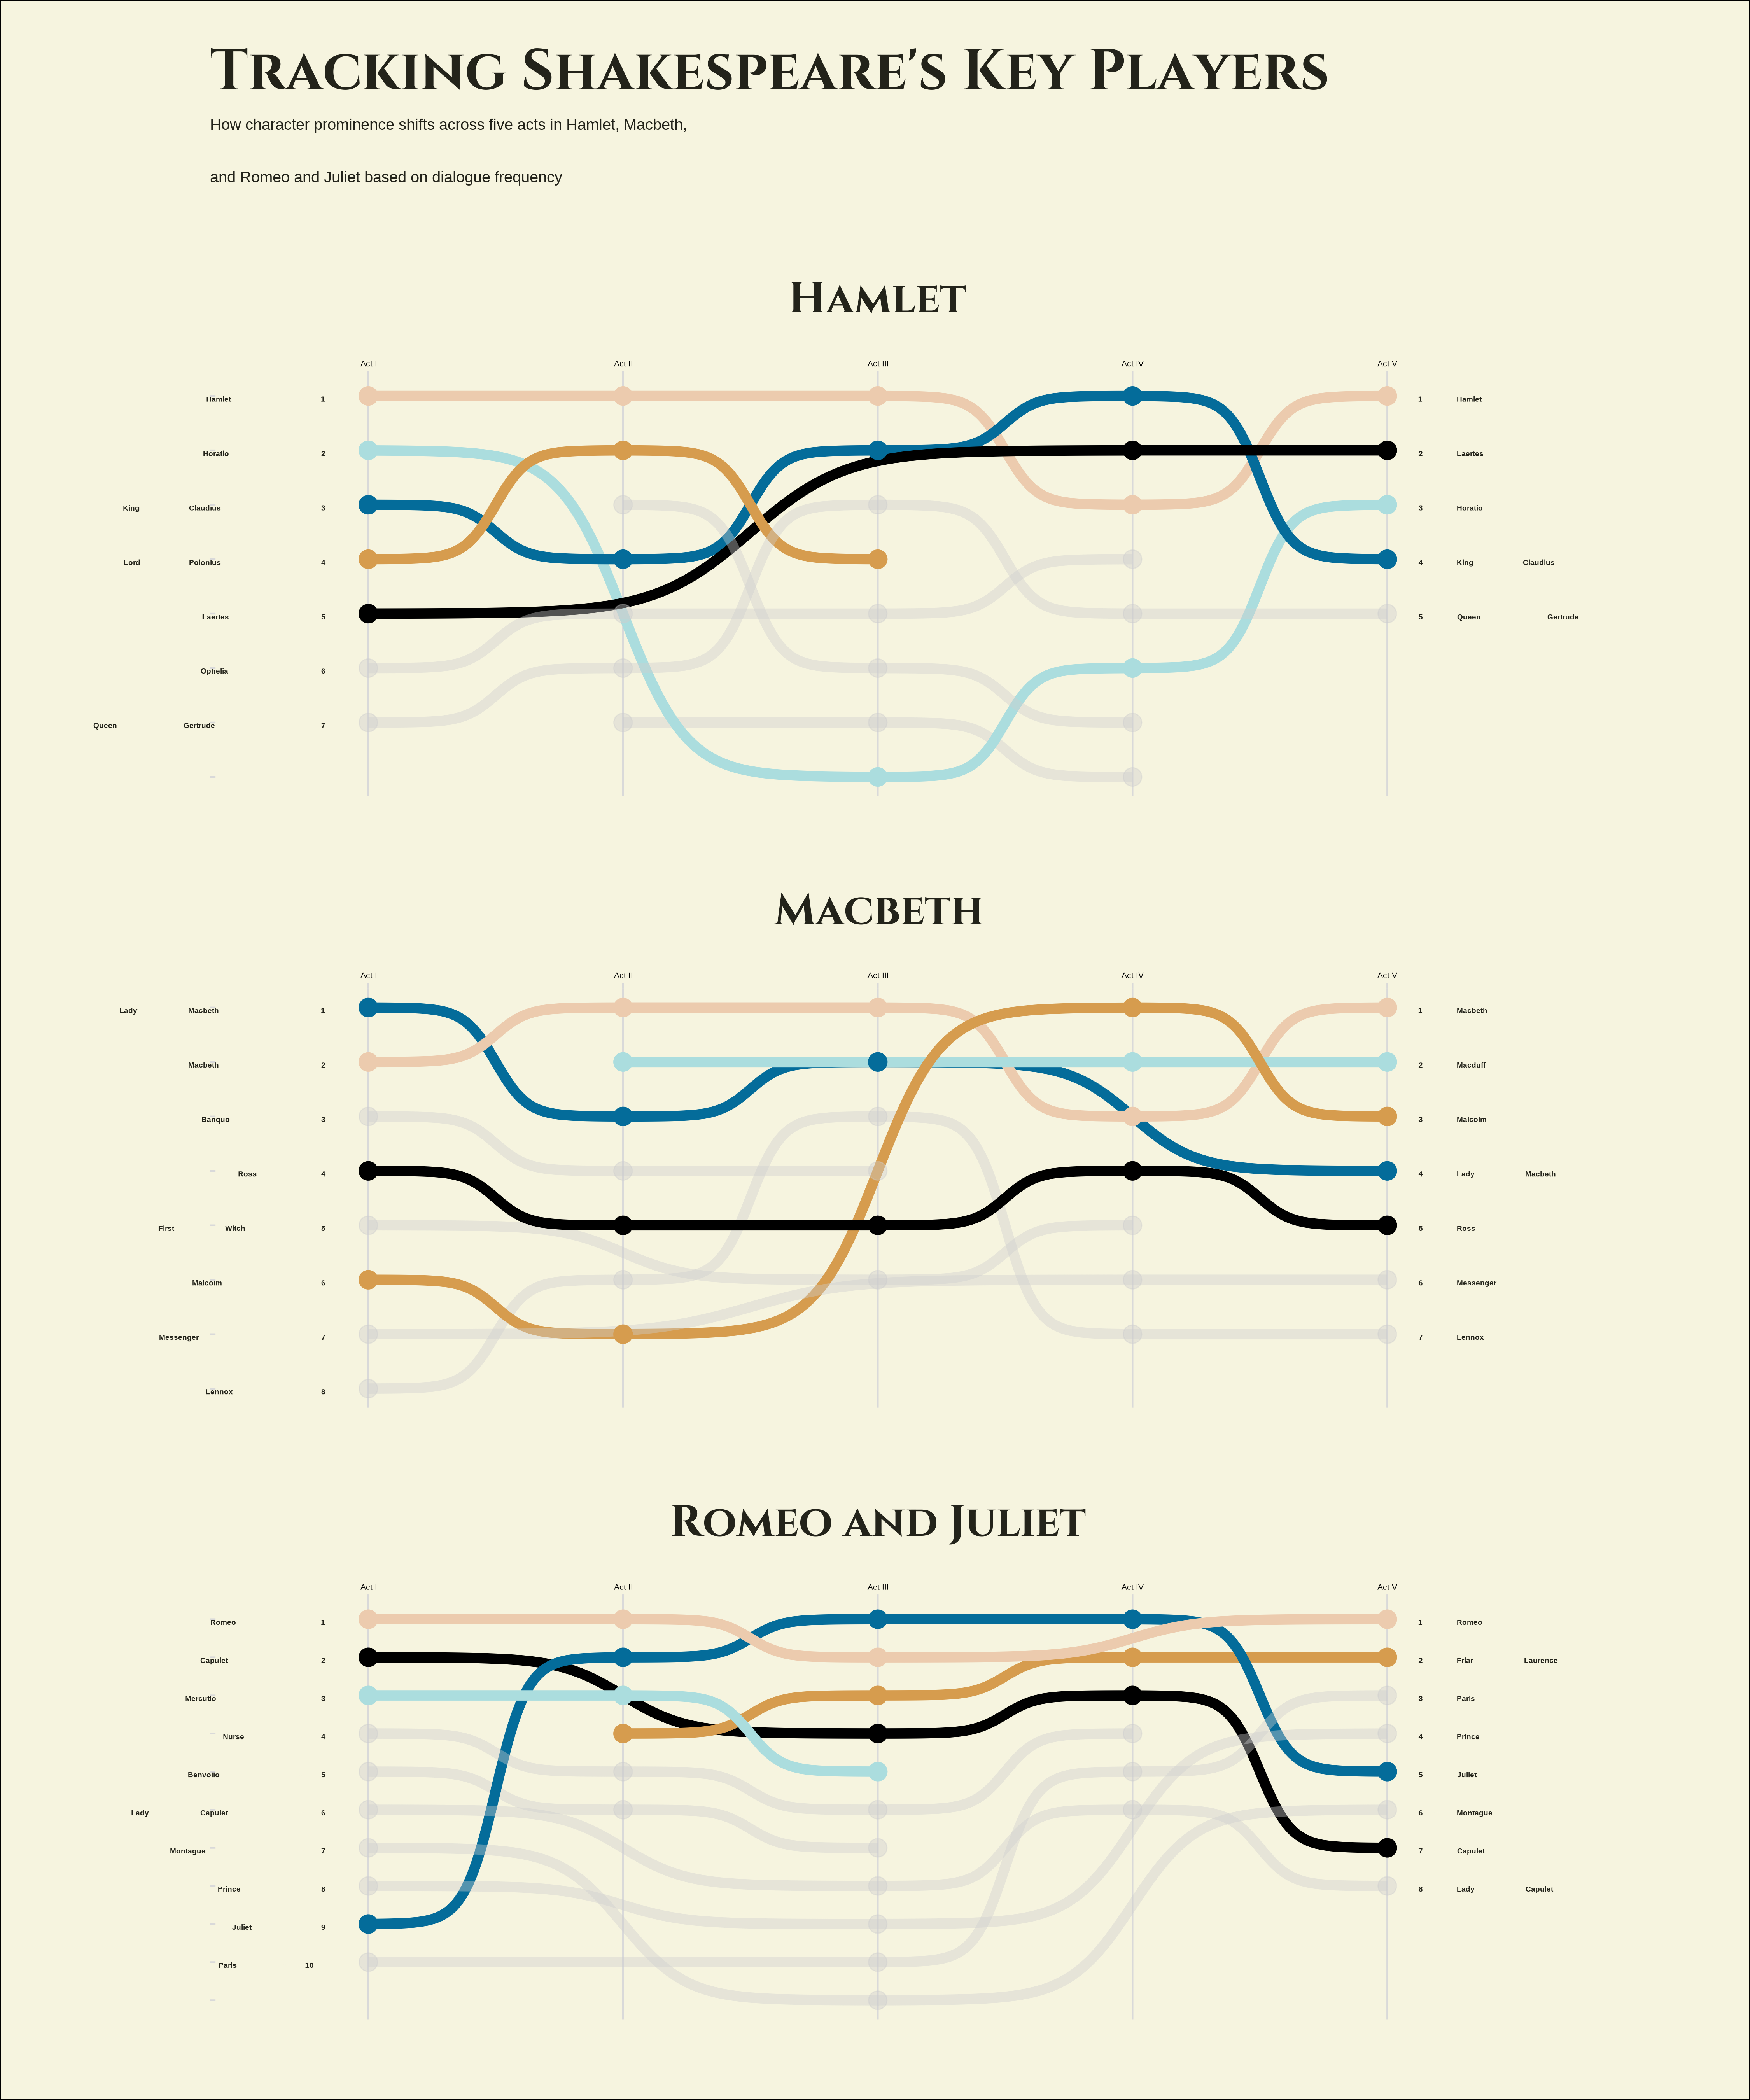 Tracking Shakespeare's Key Players
How character prominence shifts across five acts in Hamlet, Macbeth,
and Romeo and Juliet based on dialogue frequency
Hamlet
Act I Act II Act III Act IV Act V
Hamlet 1 1 Hamlet
Horatio 2 2 Laertes
King Claudius 3 3 Horatio
Lord Polonius 4 4 King Claudius
Laertes 5 5 Queen Gertrude
Ophelia 6
Queen Gertrude 7
Macbeth
Act I Act II Act III Act IV Act V
Lady Macbeth 1 1 Macbeth
Macbeth 2 2 Macduff
Banquo 3 3 Malcolm
Ross 4 4 Lady Macbeth
First Witch 5 5 Ross
Malcolm 6 6 Messenger
Messenger 7 7 Lennox
Lennox 8
Romeo and Juliet
Act I Act II Act III Act IV Act V
Romeo 1 1 Romeo
Capulet 2 2 Friar Laurence
Mercutio 3 3 Paris
Nurse 4 4 Prince
Benvolio 5 5 Juliet
Lady Capulet 6 6 Montague
Montague 7 7 Capulet
Prince 8 8 Lady Capulet
Juliet 9
Paris 10